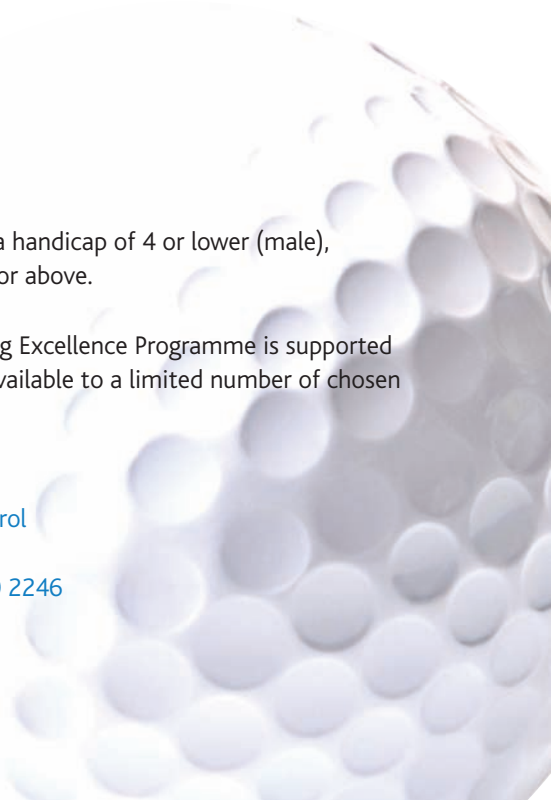 a handicap of 4 or lower (male),
or above.
g Excellence Programme is supported
vailable to a limited number of chosen
rol
2246